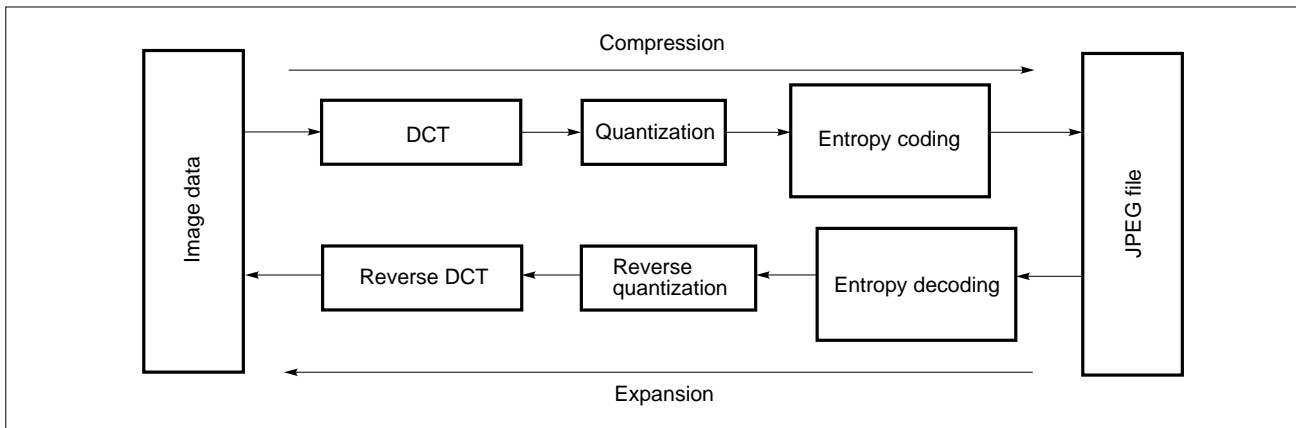 Compression
Image data
DCT
Quantization
Entropy coding
JPEG file
Reverse DCT
Reverse
quantization
Entropy decoding
Expansion